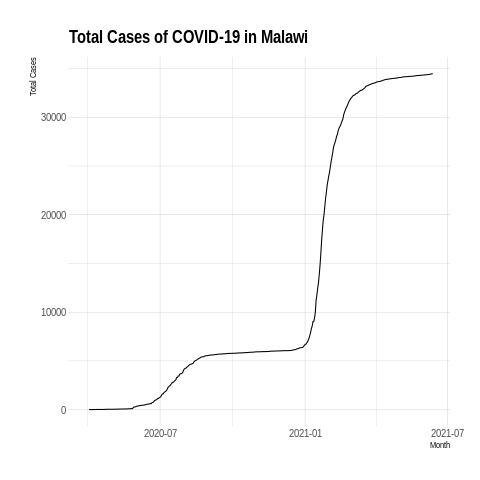 Total Cases of COVID-19 in Malawi
Total Cases
30000
20000
10000
0
2020-07 2021-01 2021-07
Month